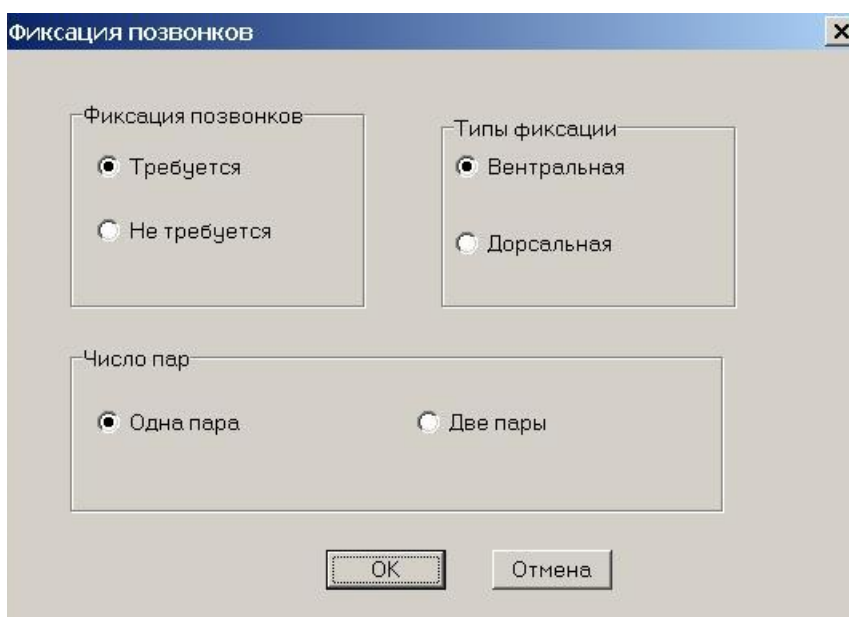 Фиксация позвонков
Фиксация позвонков
Требуется
Не требуется
Типы фиксации
Вентральная
Дорсальная
Число пар
Одна пара
Две пары
OK
Отмена